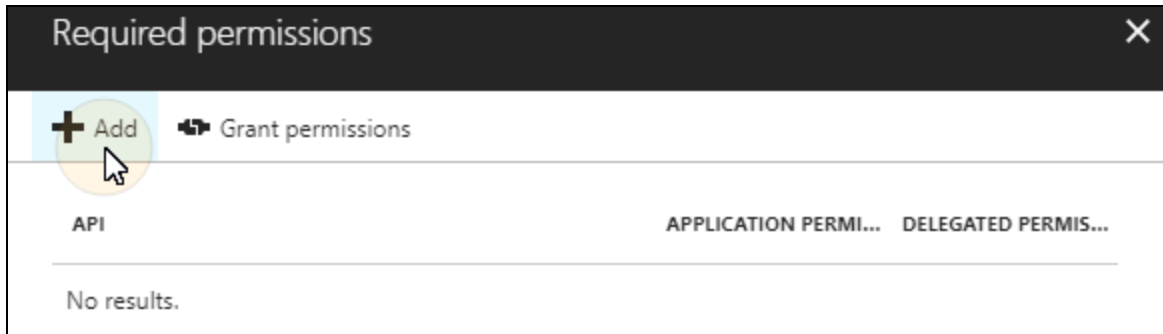 Required permissions
Add Grant permissions
API APPLICATION PERMI... DELEGATED PERMIS...
No results.